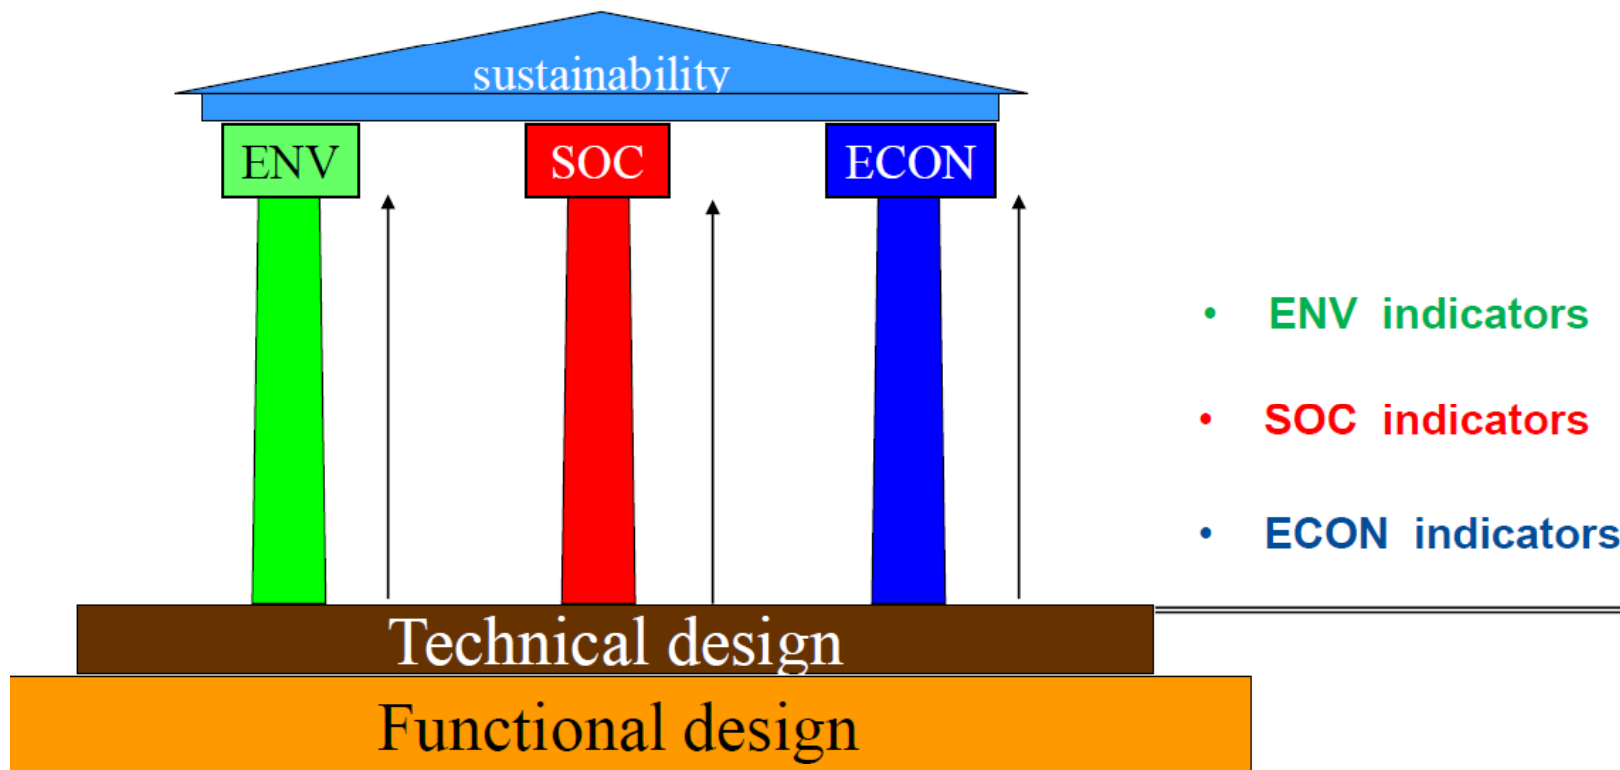 sustainability
ENV
SOC
ECON
• ENV indicators
• SOC indicators
• ECON indicators
Technical design
Functional design